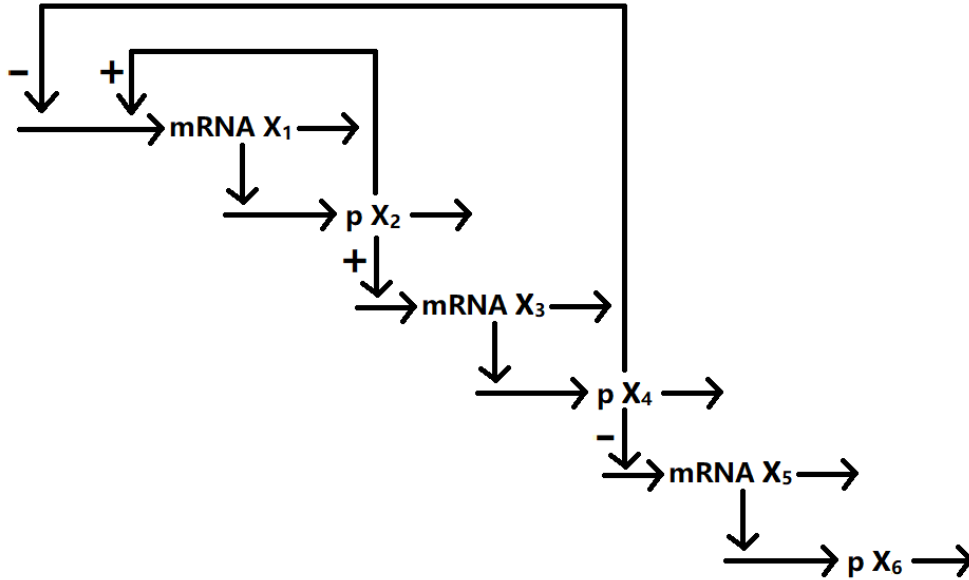 - +
mRNA X₁
p X₂
+
mRNA X₃
p X₄
-
mRNA X₅
p X₆